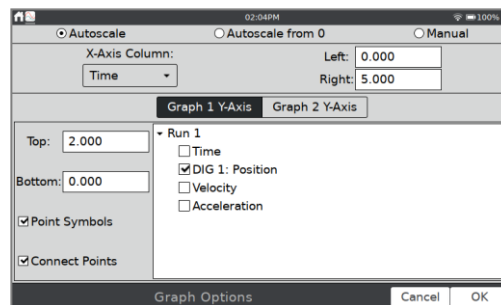 02:04PM 100%
Autoscale Autoscale from 0 Manual
X-Axis Column:
Time
Left: 0.000
Right: 5.000
Graph 1 Y-Axis Graph 2 Y-Axis
Top: 2.000
Bottom: 0.000
Point Symbols
Connect Points
Run 1
Time
DIG 1: Position
Velocity
Acceleration
Graph Options Cancel OK